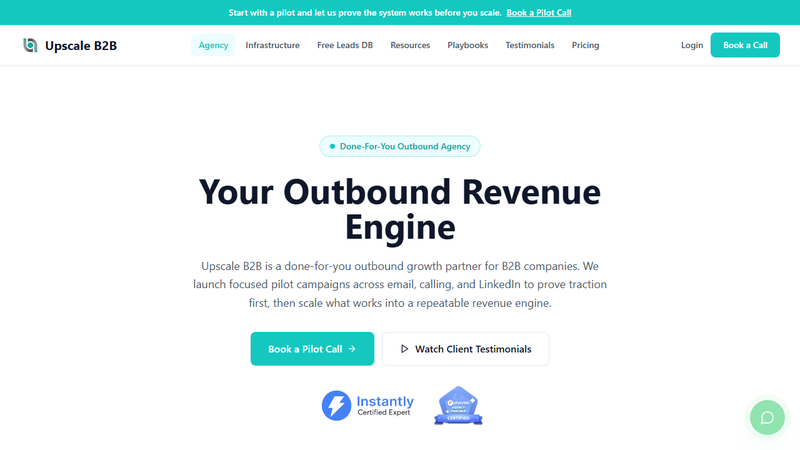 Start with a pilot and let us prove the system works before you scale. Book a Pilot Call
Upscale B2B
Agency Infrastructure Free Leads DB Resources Playbooks Testimonials Pricing
Login Book a Call
Done-For-You Outbound Agency
Your Outbound Revenue
Engine
Upscale B2B is a done-for-you outbound growth partner for B2B companies. We
launch focused pilot campaigns across email, calling, and LinkedIn to prove traction
first, then scale what works into a repeatable revenue engine.
Book a Pilot Call → Watch Client Testimonials
Instantly
Certified Expert
CERTIFIED